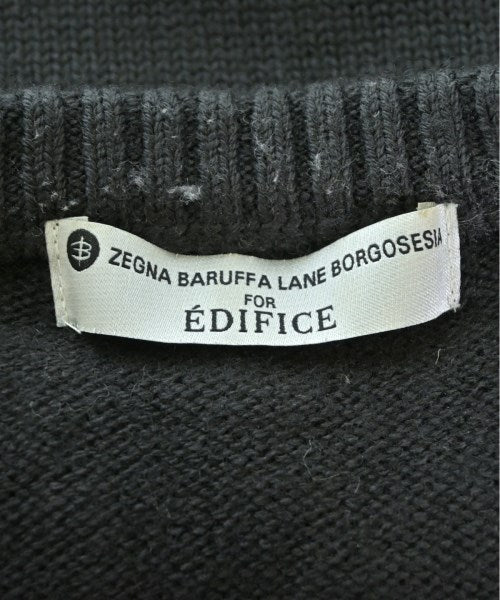 ZEGNA BARUFFA LANE BORGOSESIA
FOR
ÉDIFICE